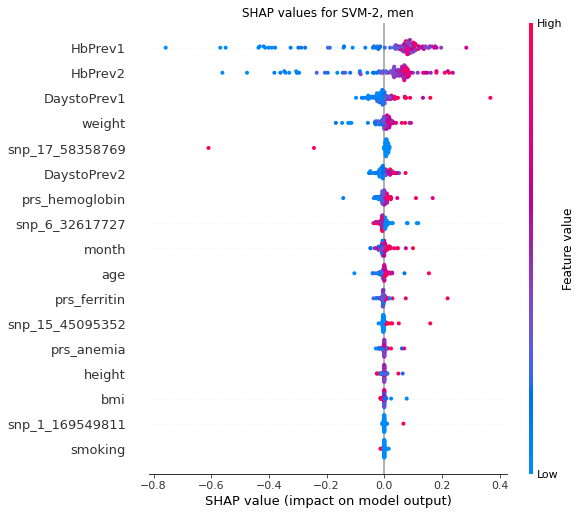 SHAP values for SVM-2, men
High
HbPrev1
HbPrev2
DaystoPrev1
weight
snp_17_58358769
DaystoPrev2
prs_hemoglobin
snp_6_32617727
month
age
prs_ferritin
snp_15_45095352
prs_anemia
height
bmi
snp_1_169549811
smoking
Feature value
Low
−0.8 −0.6 −0.4 −0.2 0.0 0.2 0.4
SHAP value (impact on model output)